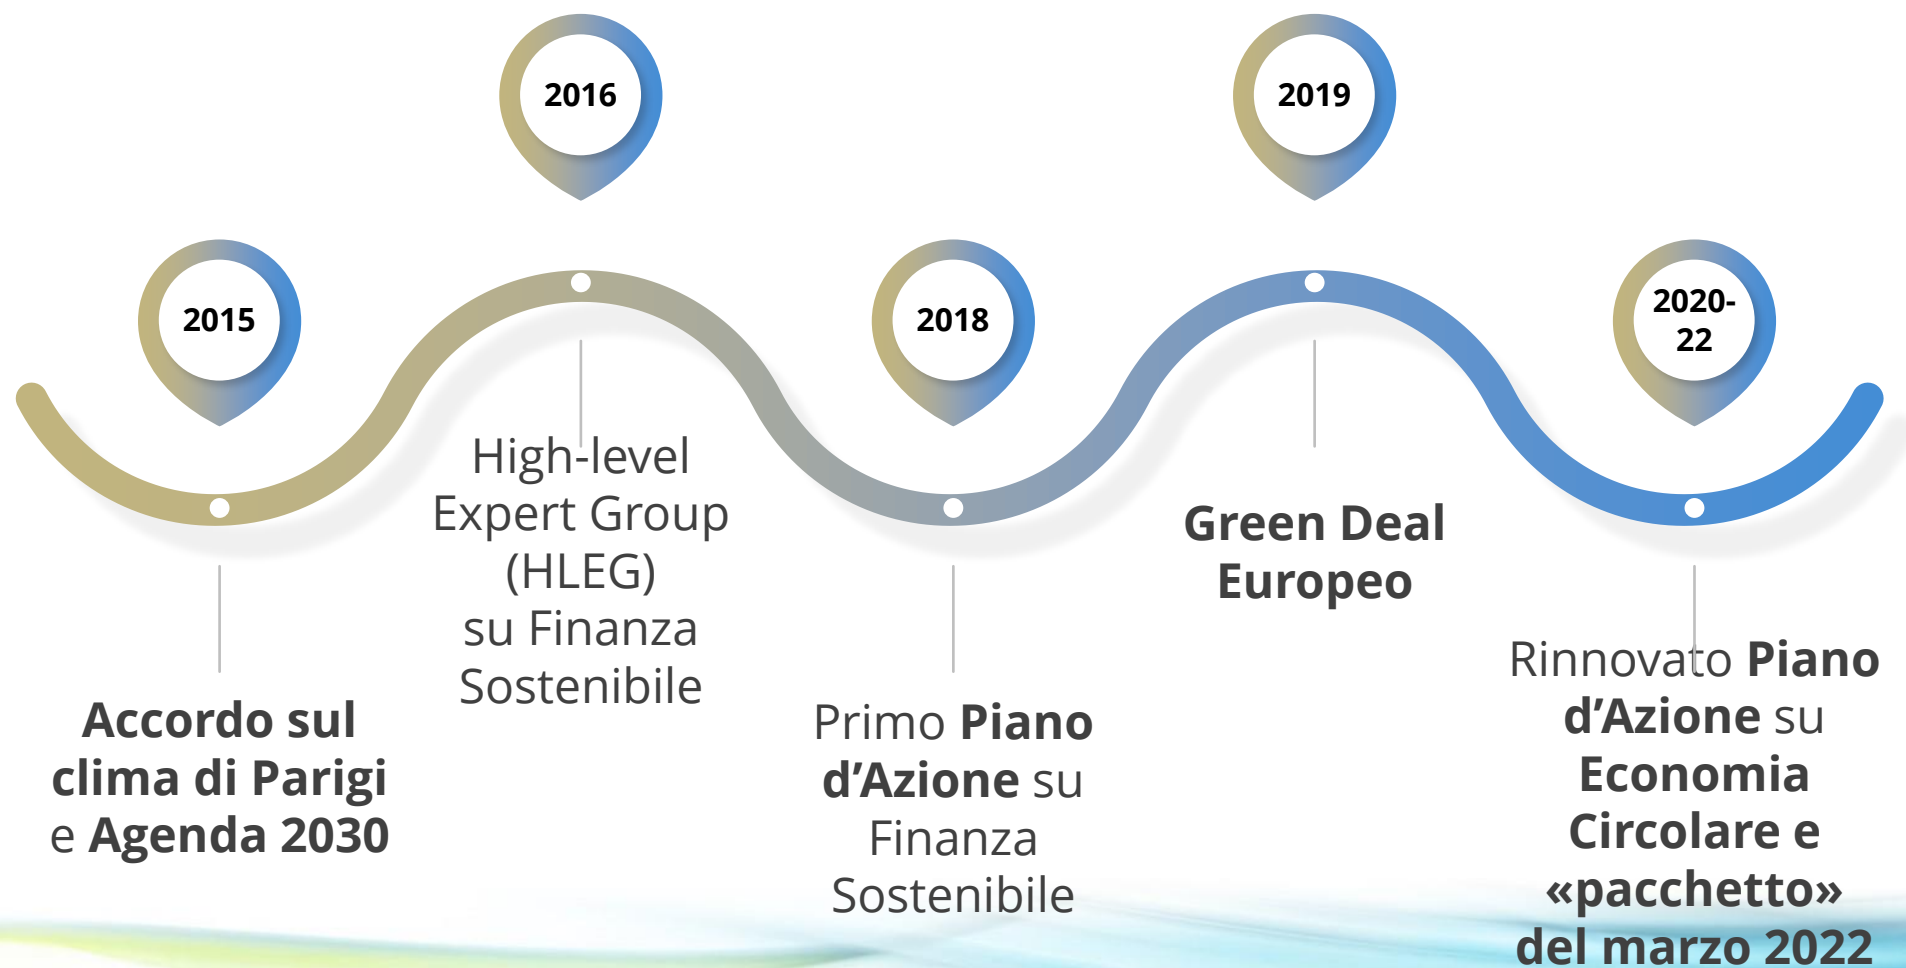 2015
Accordo sul
clima di Parigi
e Agenda 2030
2016
High-level
Expert Group
(HLEG)
su Finanza
Sostenibile
2018
Primo Piano
d’Azione su
Finanza
Sostenibile
2019
Green Deal
Europeo
2020-
22
Rinnovato Piano
d’Azione su
Economia
Circolare e
«pacchetto»
del marzo 2022